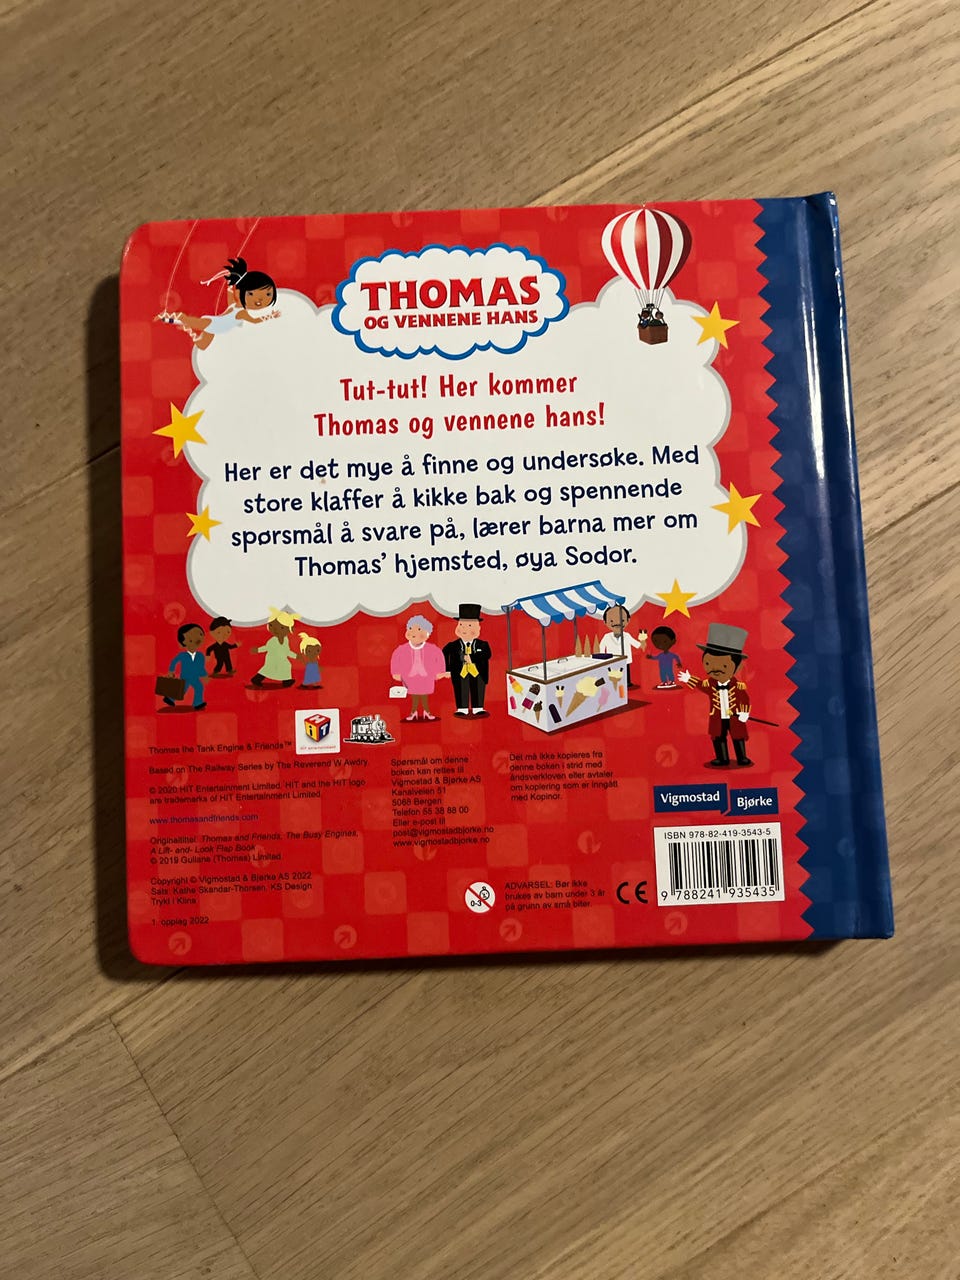 THOMAS
OG VENNENE HANS
Tut-tut! Her kommer
Thomas og vennene hans!
Her er det mye å finne og undersøke. Med
store klaffer å kikke bak og spennende
spørsmål å svare på, lærer barna mer om
Thomas’ hjemsted, øya Sodor.
HiT
Thomas the Tank Engine & Friends™
Based on The Railway Series by The Reverend W Awdry.
© 2020 HIT Entertainment Limited. HIT and the HIT logo
are trademarks of HIT Entertainment Limited.
www.thomasandfriends.com
Originaltittel: Thomas and Friends, The Busy Engines,
A Lift- and- Look Flap Book
© 2019 Gullane (Thomas) Limited
Copyright © Vigmostad & Bjørke AS 2022
Sats: Kathe Skandar-Thorsen, KS Design
Trykt i Kina
1. opplag 2022
Spørsmål om denne
boken kan rettes til
Vigmostad & Bjørke AS
Kanalveien 51
5068 Bergen
Telefon 55 38 88 00
Eller e-post til
post@vigmostadbjorke.no
www.vigmostadbjorke.no
Det må ikke kopieres fra
denne boken i strid med
åndsverkloven eller avtaler
om kopiering som er inngått
med Kopinor.
0-3
ADVARSEL: Bør ikke
brukes av barn under 3 år
på grunn av små biter.
CE
Vigmostad Bjørke
ISBN 978-82-419-3543-5
9 788241 935435